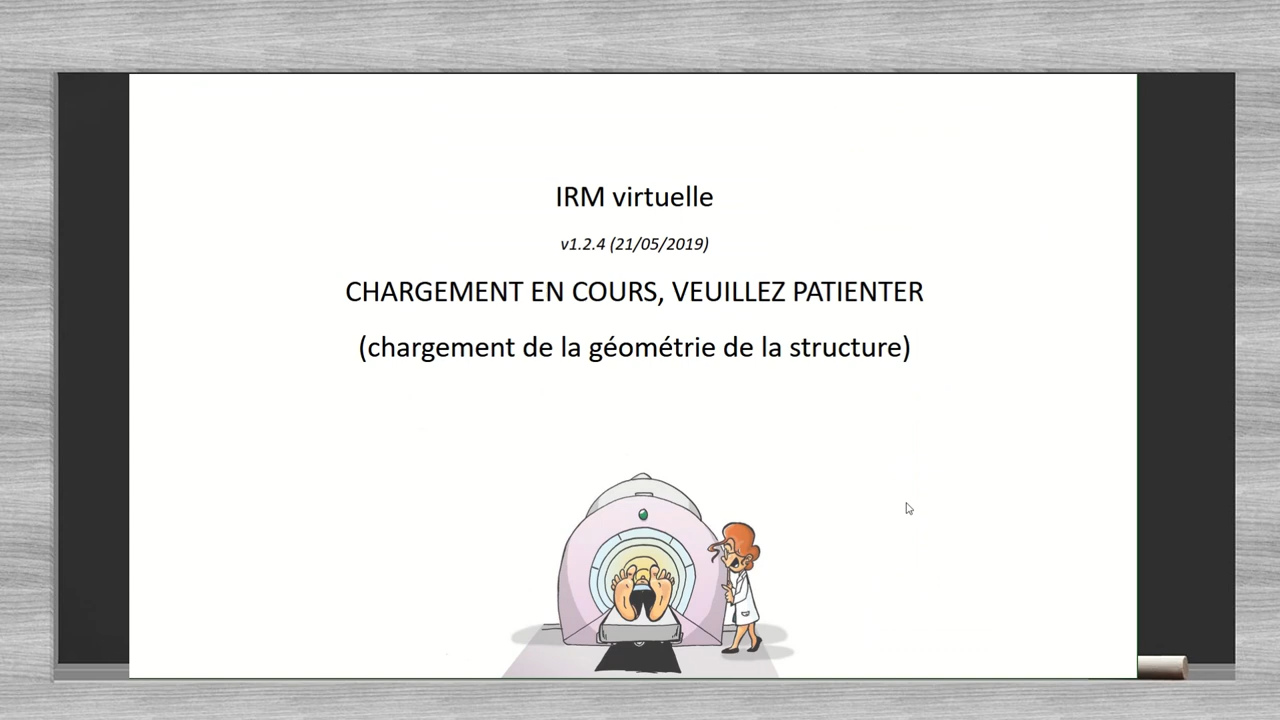 IRM virtuelle
v1.2.4 (21/05/2019)
CHARGEMENT EN COURS, VEUILLEZ PATIENTER
(chargement de la géométrie de la structure)